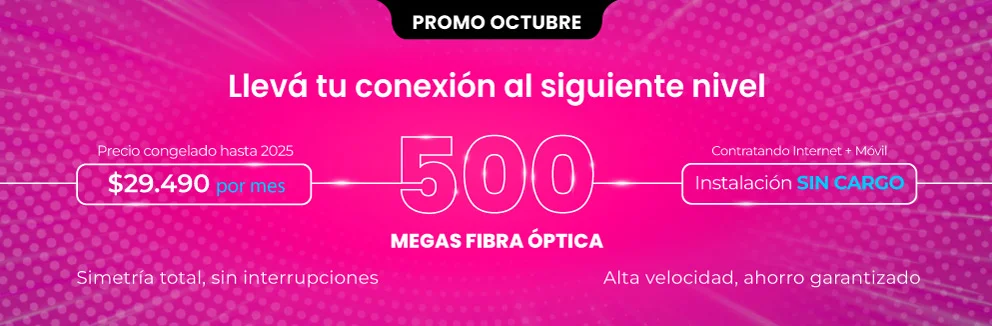 PROMO OCTUBRE
Llevá tu conexión al siguiente nivel
Precio congelado hasta 2025
$29.490 por mes
500
MEGAS FIBRA ÓPTICA
Contratando Internet + Móvil
Instalación SIN CARGO
Simetría total, sin interrupciones
Alta velocidad, ahorro garantizado